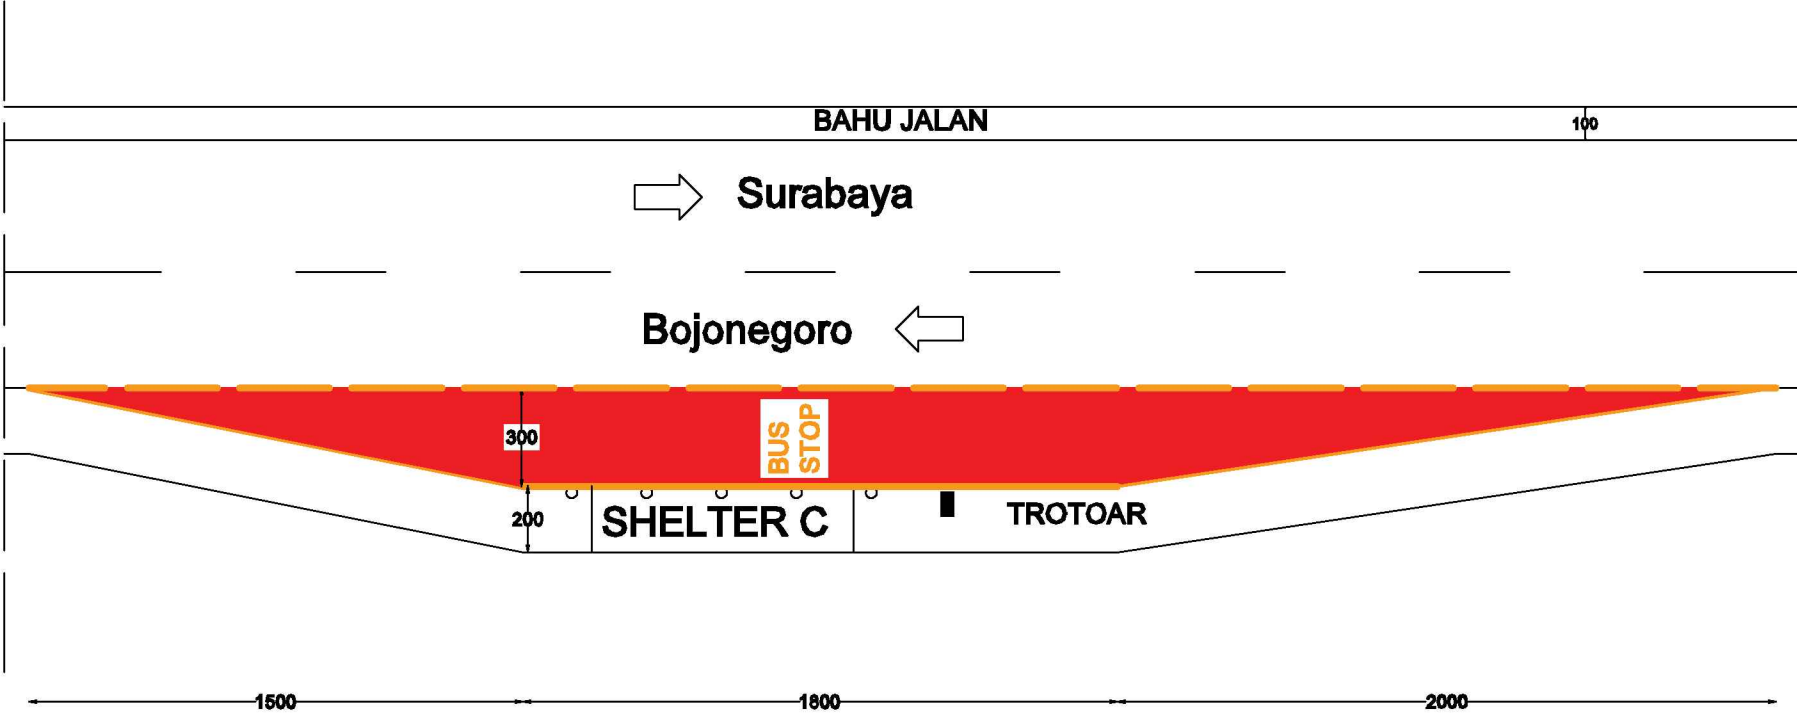 BAHU JALAN
100
Surabaya
Bojonegoro
300
BUS
STOP
200
SHELTER C
TROTOAR
1500
1800
2000